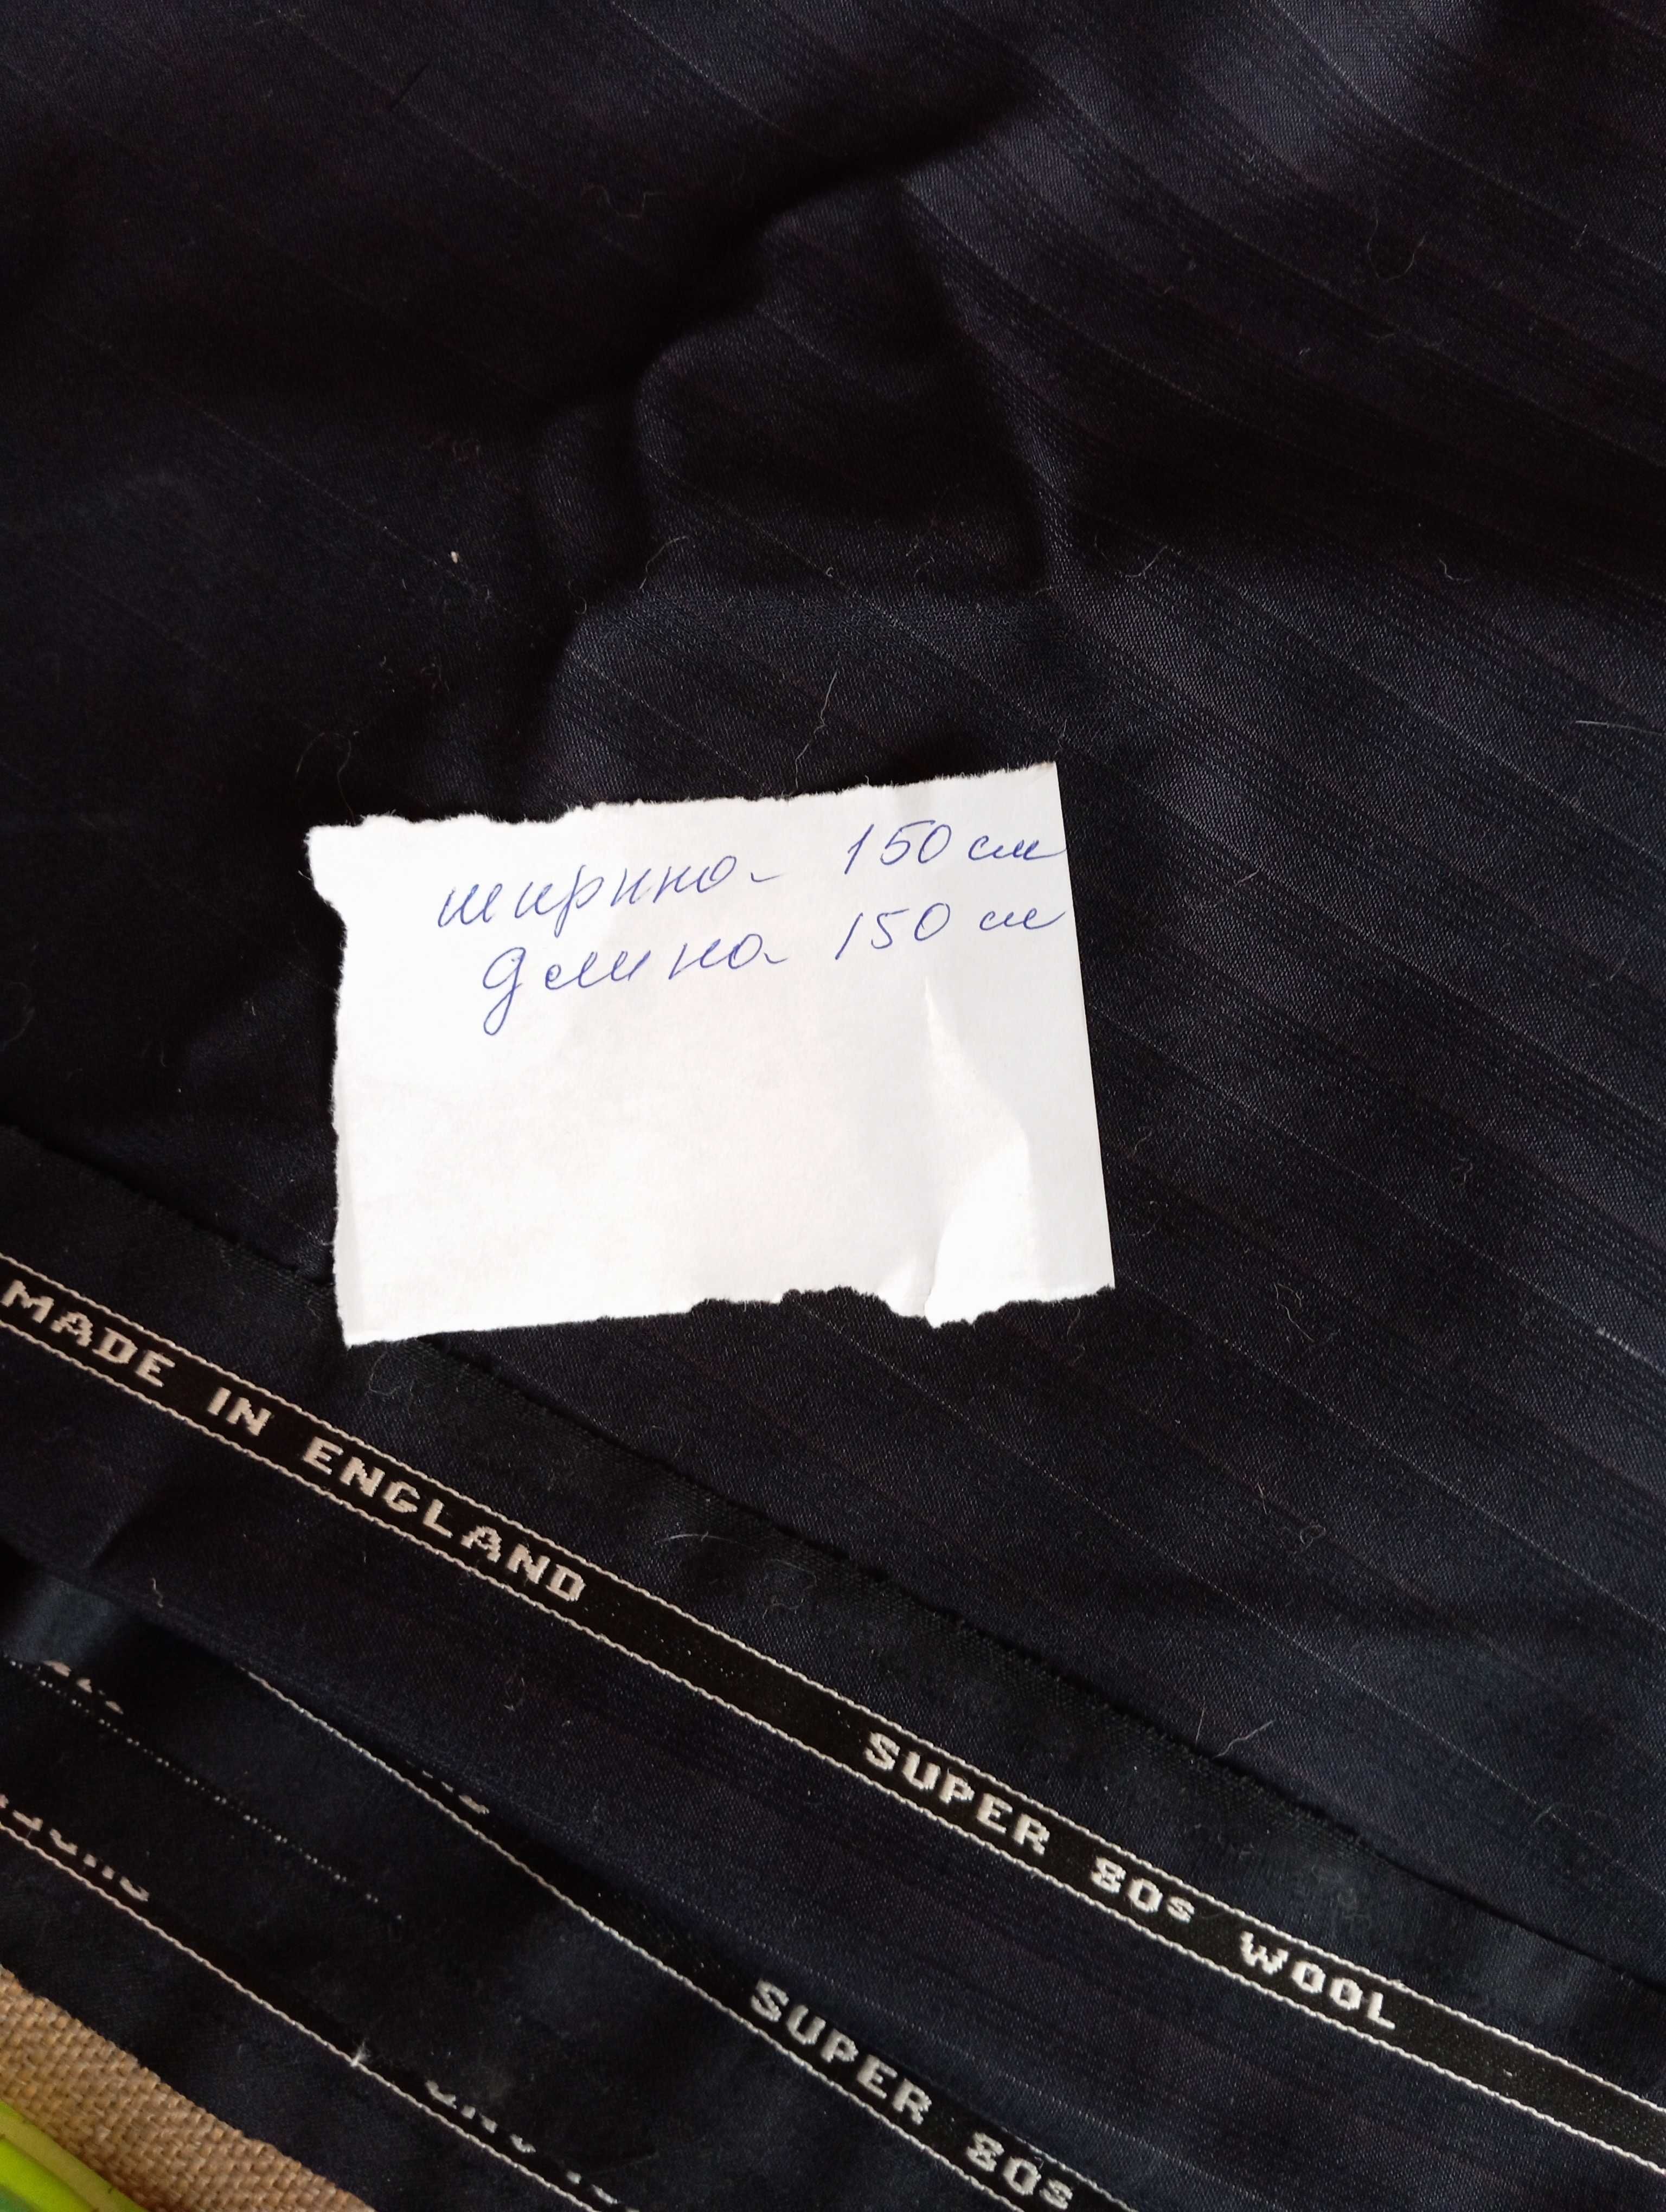 ширина - 150 см
длина - 150 см
MADE IN ENGLAND SUPER 80s WOOL
SUPER 80s